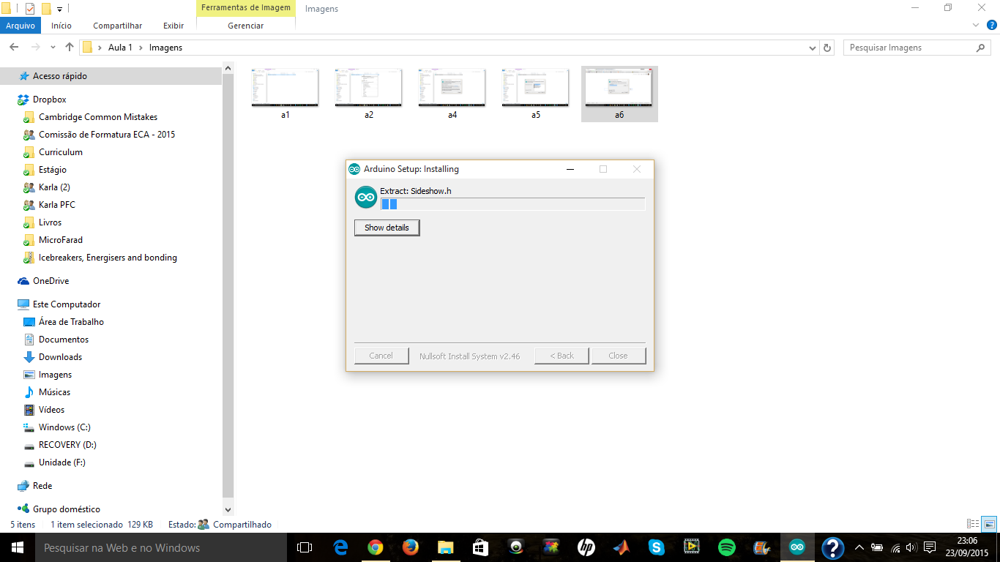 Ferramentas de Imagem
Imagens
Arquivo
Início
Compartilhar
Exibir
Gerenciar
Aula 1
Imagens
Pesquisar Imagens
Acesso rápido
Dropbox
Cambridge Common Mistakes
Comissão de Formatura ECA - 2015
Curriculum
Estágio
Karla (2)
Karla PFC
Livros
MicroFarad
Icebreakers, Energisers and bonding
OneDrive
Este Computador
Área de Trabalho
Documentos
Downloads
Imagens
Músicas
Vídeos
Windows (C:)
RECOVERY (D:)
Unidade (F:)
Rede
Grupo doméstico
a1
a2
a4
a5
a6
Arduino Setup: Installing
Extract: Sideshow.h
Show details
Cancel
Nullsoft Install System v2.46
< Back
Close
5 itens
1 item selecionado 129 KB
Estado:
Compartilhado
Pesquisar na Web e no Windows
hp
23:06
23/09/2015